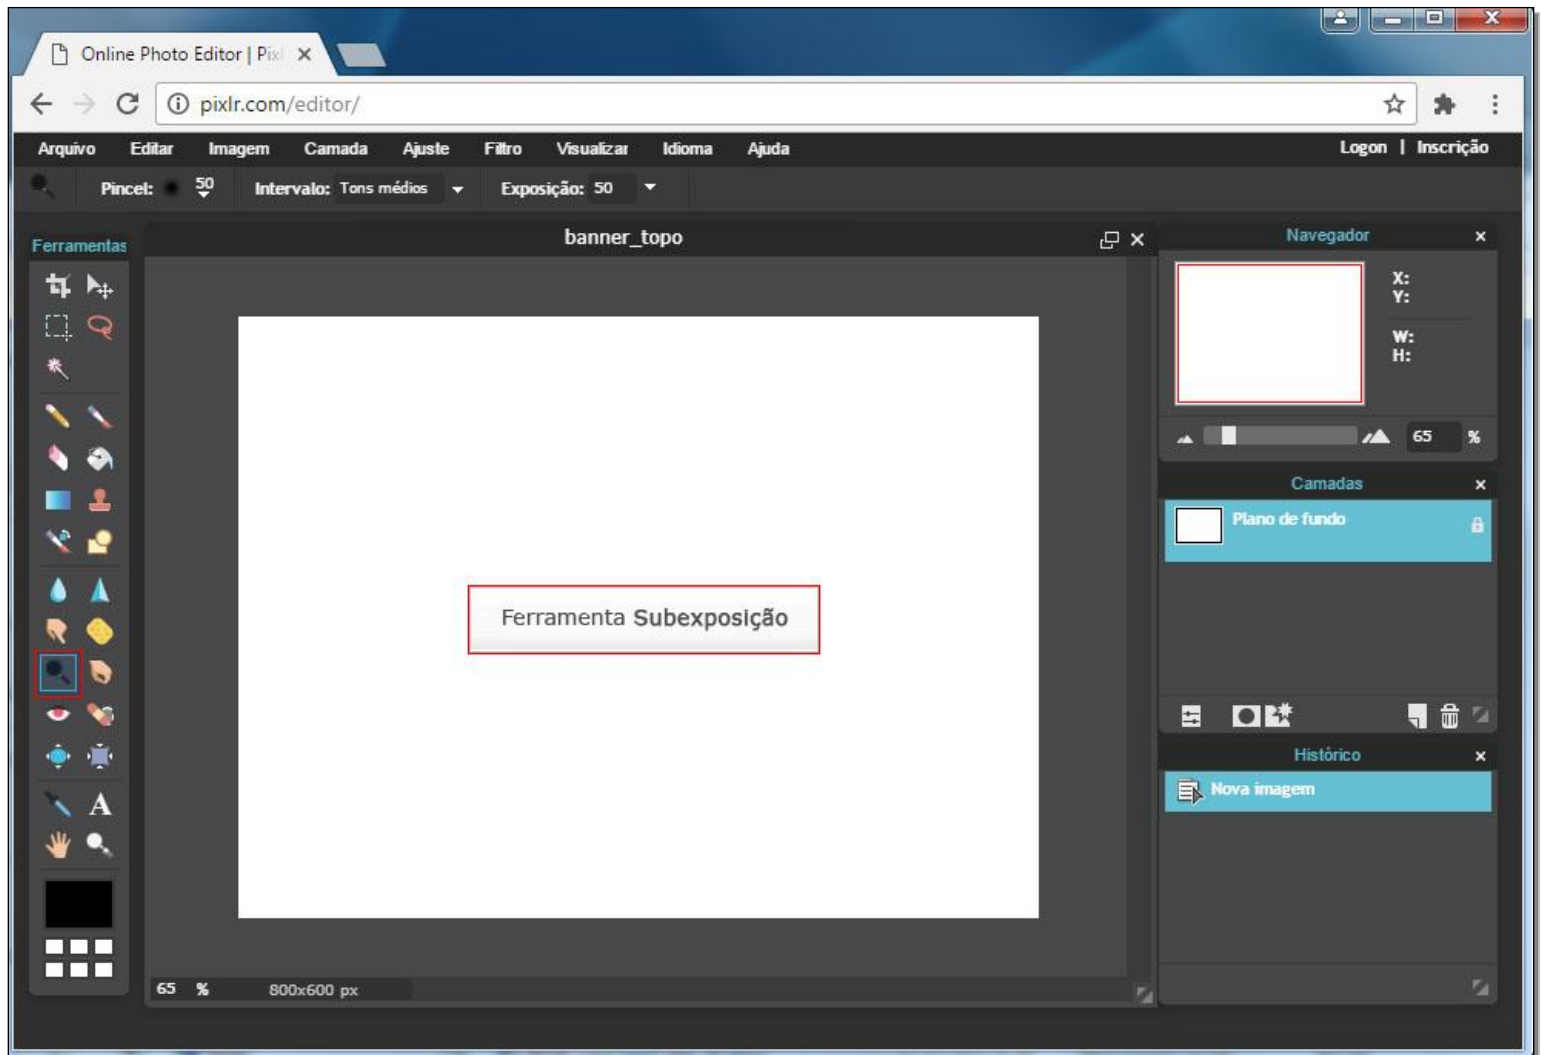 Online Photo Editor | Pixl
pixlr.com/editor/
Arquivo Editar Imagem Camada Ajuste Filtro Visualizar Idioma Ajuda Logon | Inscrição
Pincel: 50 Intervalo: Tons médios Exposição: 50
Ferramentas
banner_topo
Navegador
X:
Y:
W:
H:
65 %
Camadas
Plano de fundo
Ferramenta Subexposição
Histórico
Nova imagem
A
65 % 800x600 px